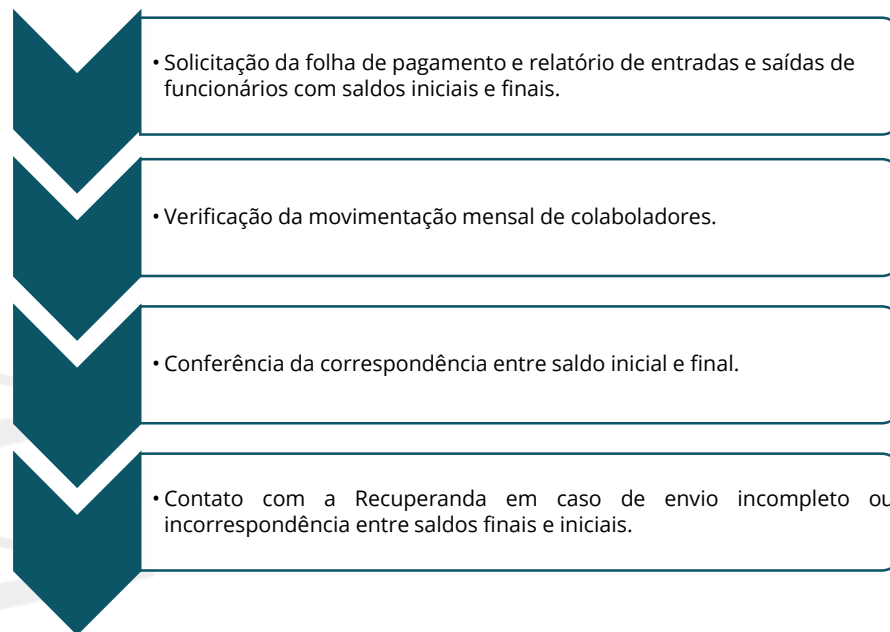 • Solicitação da folha de pagamento e relatório de entradas e saídas de
funcionários com saldos iniciais e finais.
• Verificação da movimentação mensal de colaboladores.
• Conferência da correspondência entre saldo inicial e final.
• Contato com a Recuperanda em caso de envio incompleto ou
incorrespondência entre saldos finais e iniciais.